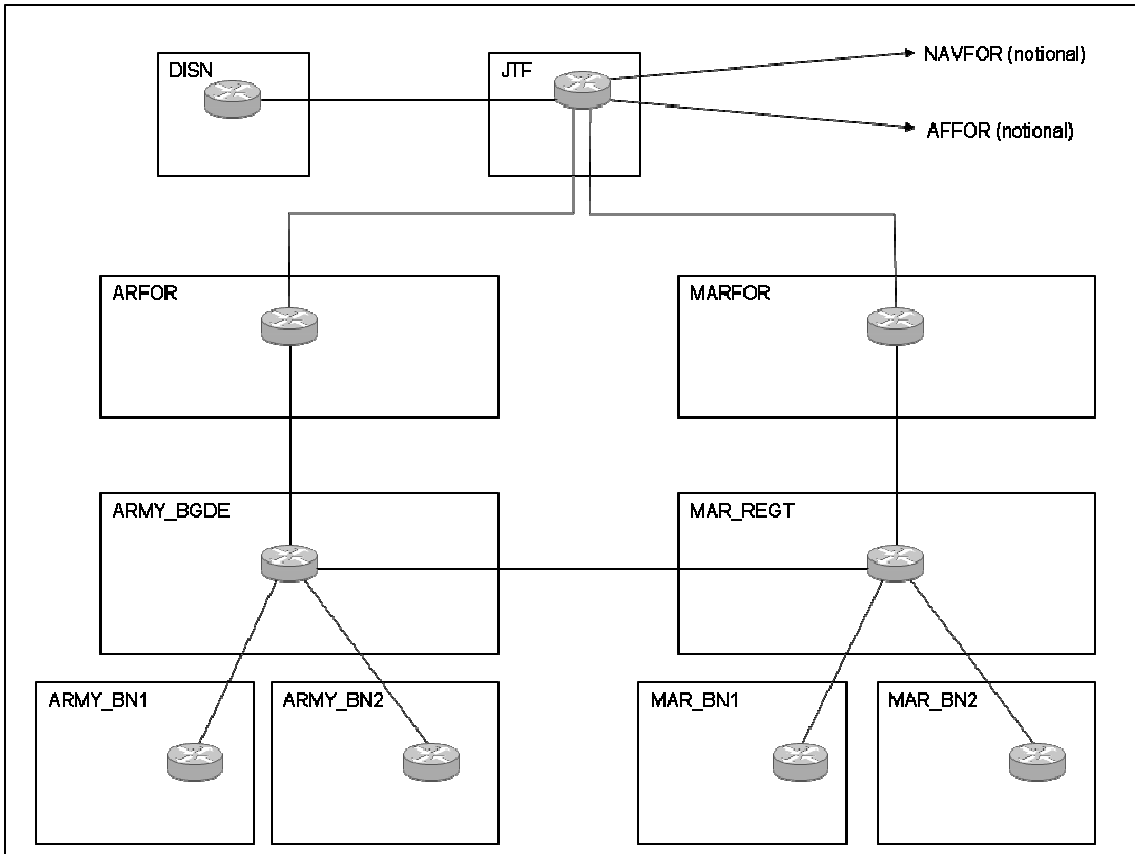 DISN
JTF
NAVFOR (notional)
AFFOR (notional)
ARFOR
MARFOR
ARMY_BGDE
MAR_REGT
ARMY_BN1
ARMY_BN2
MAR_BN1
MAR_BN2